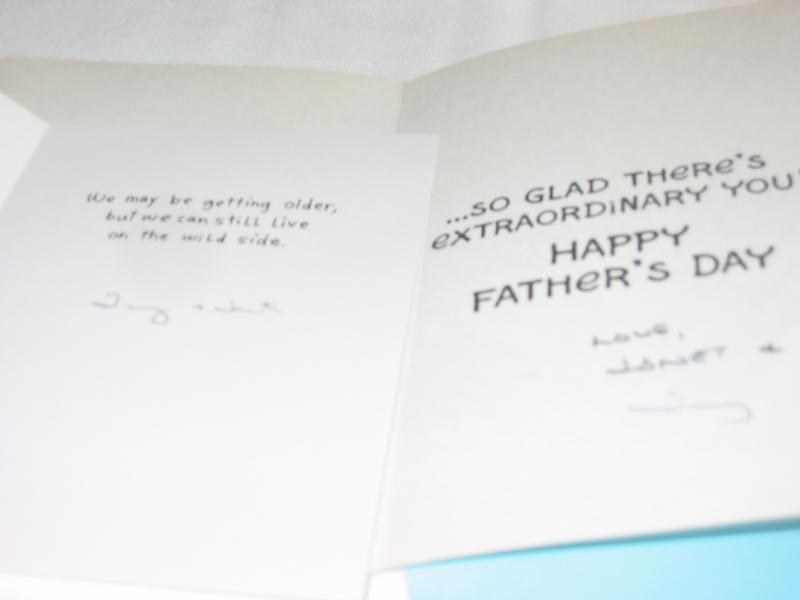 We may be getting older,
but we can still live
on the wild side.
...SO GLAD THeRe'S
eXTRAORDINARY YOU!
HAPPY
FATHeR'S DAY
LOVE,
JANET &